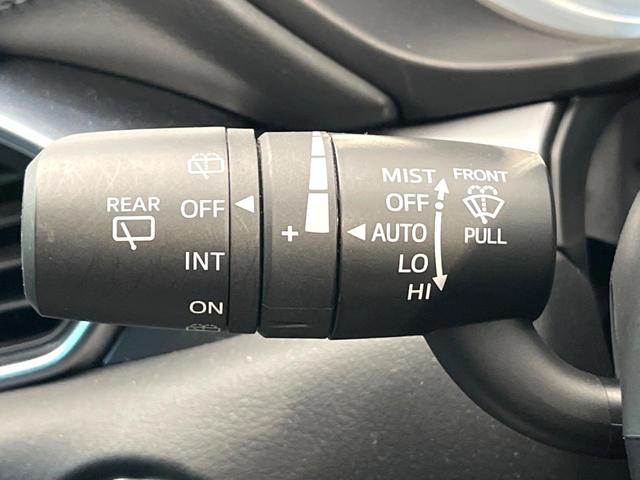 REAR
OFF
INT
ON
+
MIST
OFF
AUTO
LO
HI
FRONT
PULL